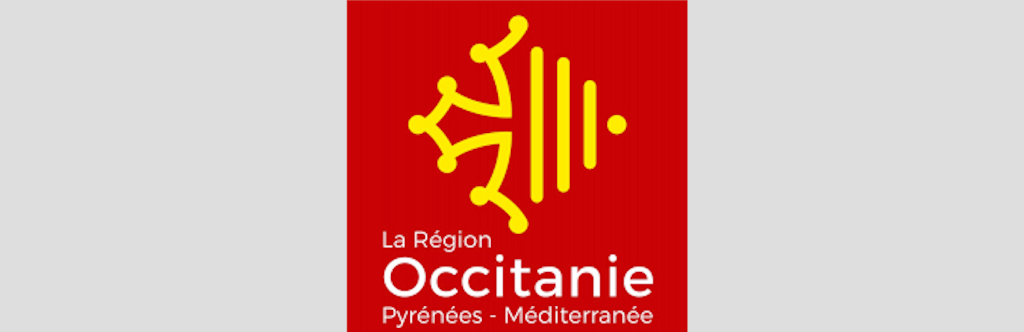 La Région
Occitanie
Pyrénées - Méditerranée